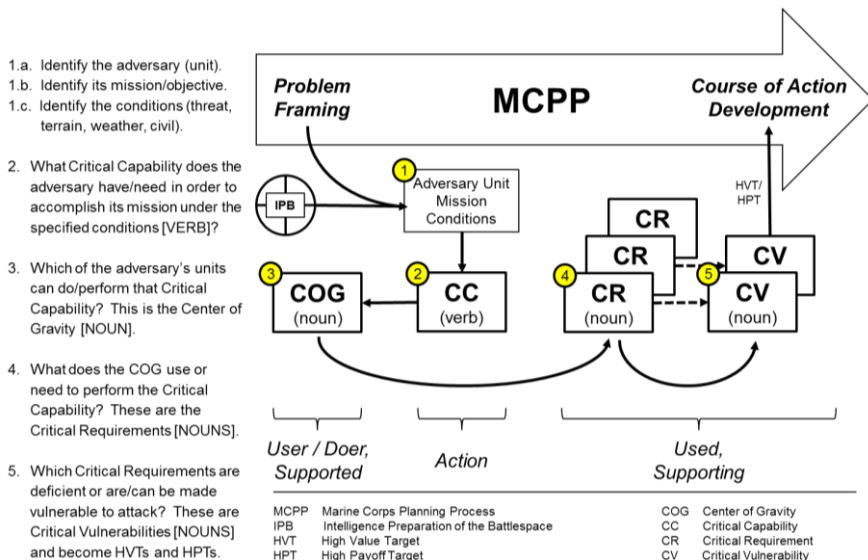 1.a. Identify the adversary (unit).
1.b. Identify its mission/objective.
1.c. Identify the conditions (threat,
terrain, weather, civil).
2. What Critical Capability does the
adversary have/need in order to
accomplish its mission under the
specified conditions [VERB]?
3. Which of the adversary's units
can do/perform that Critical
Capability? This is the Center of
Gravity [NOUN].
4. What does the COG use or
need to perform the Critical
Capability? These are the
Critical Requirements [NOUNS].
5. Which Critical Requirements are
deficient or are/can be made
vulnerable to attack? These are
Critical Vulnerabilities [NOUNS]
and become HVTs and HPTs.
Problem
Framing
MCPP
Course of Action
Development
1
Adversary Unit
Mission
Conditions
IPB
HVT/
HPT
3
COG
(noun)
2
CC
(verb)
CR
CR
4
CR
(noun)
CV
5
CV
(noun)
User / Doer,
Supported
Action
Used,
Supporting
MCPP Marine Corps Planning Process
IPB Intelligence Preparation of the Battlespace
HVT High Value Target
HPT High Payoff Target
COG Center of Gravity
CC Critical Capability
CR Critical Requirement
CV Critical Vulnerability